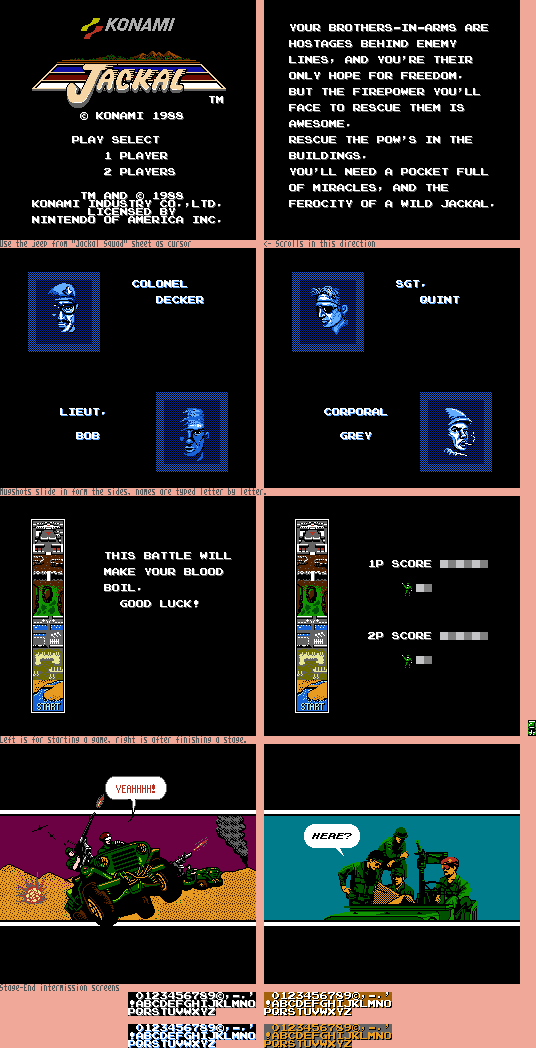 KONAMI
JACKAL
TM
© KONAMI 1988
PLAY SELECT
1 PLAYER
2 PLAYERS
TM AND © 1988
KONAMI INDUSTRY CO.,LTD.
LICENSED BY
NINTENDO OF AMERICA INC.
YOUR BROTHERS-IN-ARMS ARE
HOSTAGES BEHIND ENEMY
LINES, AND YOU'RE THEIR
ONLY HOPE FOR FREEDOM.
BUT THE FIREPOWER YOU'LL
FACE TO RESCUE THEM IS
AWESOME.
RESCUE THE POW'S IN THE
BUILDINGS.
YOU'LL NEED A POCKET FULL
OF MIRACLES, AND THE
FEROCITY OF A WILD JACKAL.
Use the jeep from "Jackal Squad" sheet as cursor
<- Scrolls in this direction
COLONEL
DECKER
LIEUT.
BOB
SGT.
QUINT
CORPORAL
GREY
Mugshots slide in form the sides, names are typed letter by letter.
THIS BATTLE WILL
MAKE YOUR BLOOD
BOIL.
GOOD LUCK!
START
1P SCORE
2P SCORE
START
Left is for starting a game, right is after finishing a stage.
YEAHHHH!
HERE?
Stage-End intermission screens
0123456789©,-.'
!ABCDEFGHIJKLMNO
PQRSTUVWXYZ
0123456789©,-.'
!ABCDEFGHIJKLMNO
PQRSTUVWXYZ
0123456789©,-.'
!ABCDEFGHIJKLMNO
PQRSTUVWXYZ
0123456789©,-.'
!ABCDEFGHIJKLMNO
PQRSTUVWXYZ